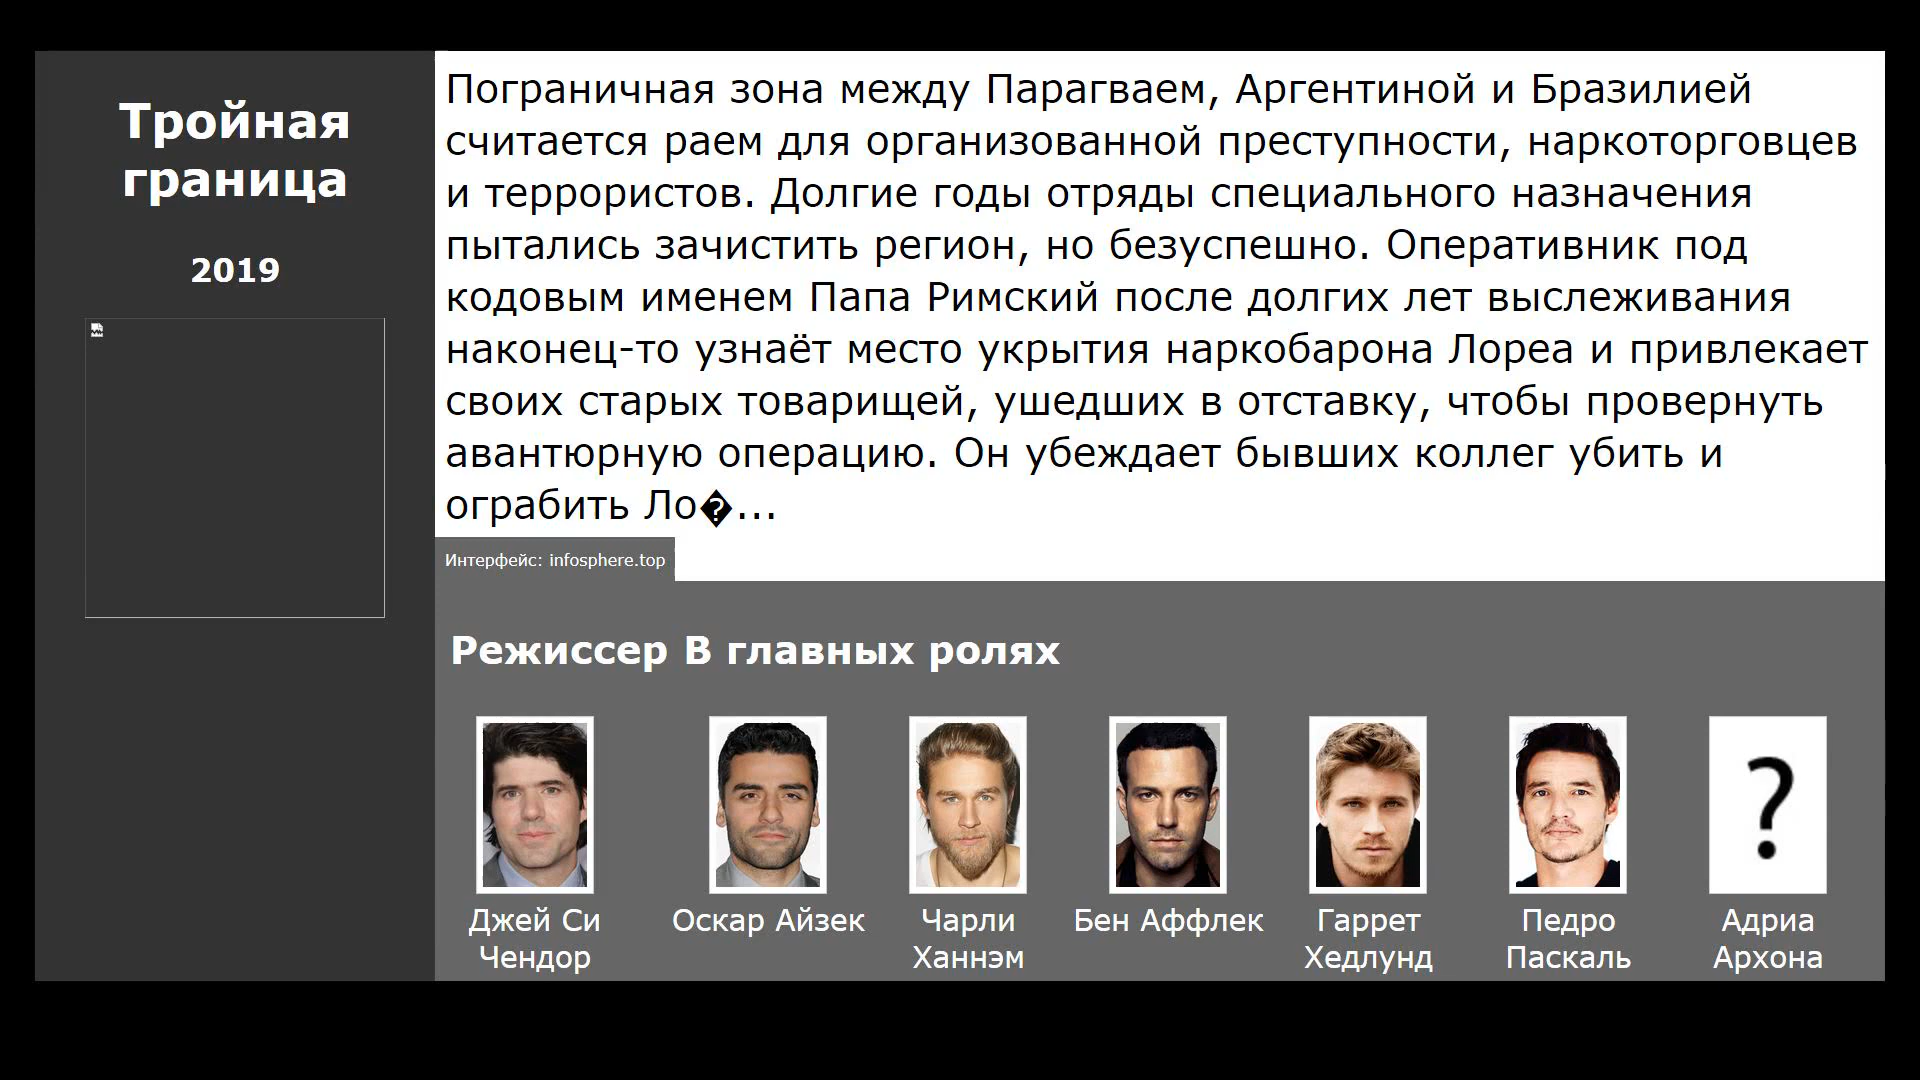 Тройная
граница
2019
Пограничная зона между Парагваем, Аргентиной и Бразилией
считается раем для организованной преступности, наркоторговцев
и террористов. Долгие годы отряды специального назначения
пытались зачистить регион, но безуспешно. Оперативник под
кодовым именем Папа Римский после долгих лет выслеживания
наконец-то узнаёт место укрытия наркобарона Лореа и привлекает
своих старых товарищей, ушедших в отставку, чтобы провернуть
авантюрную операцию. Он убеждает бывших коллег убить и
ограбить Ло�...
Интерфейс: infosphere.top
Режиссер В главных ролях
?
Джей Си
Чендор
Оскар Айзек
Чарли
Ханнэм
Бен Аффлек
Гаррет
Хедлунд
Педро
Паскаль
Адриа
Архона